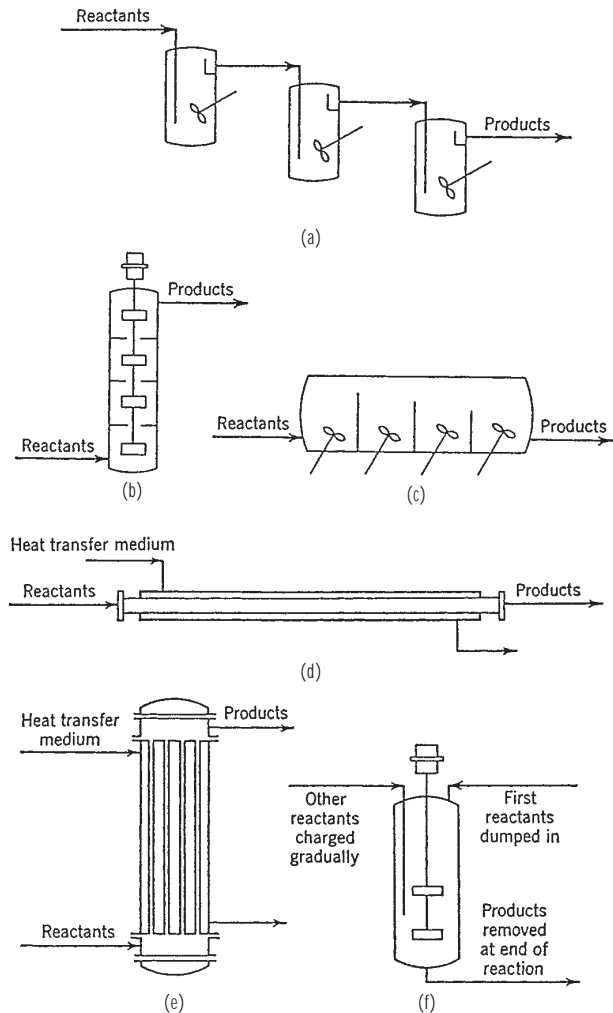 Reactants
Products
(a)
Products
Reactants
(b)
Reactants
Products
(c)
Heat transfer medium
Reactants
Products
(d)
Heat transfer
medium
Products
Reactants
(e)
Other
reactants
charged
gradually
First
reactants
dumped in
Products
removed
at end of
reaction
(f)